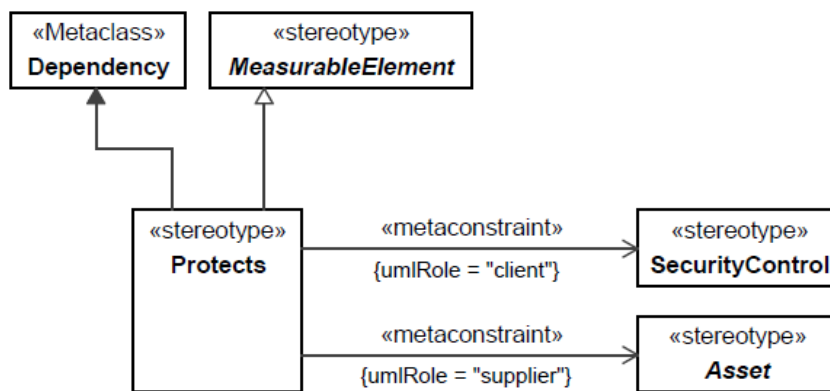 «Metaclass»
Dependency
«stereotype»
MeasurableElement
«stereotype»
Protects
«metaconstraint»
{umlRole = "client"}
«stereotype»
SecurityControl
«metaconstraint»
{umlRole = "supplier"}
«stereotype»
Asset